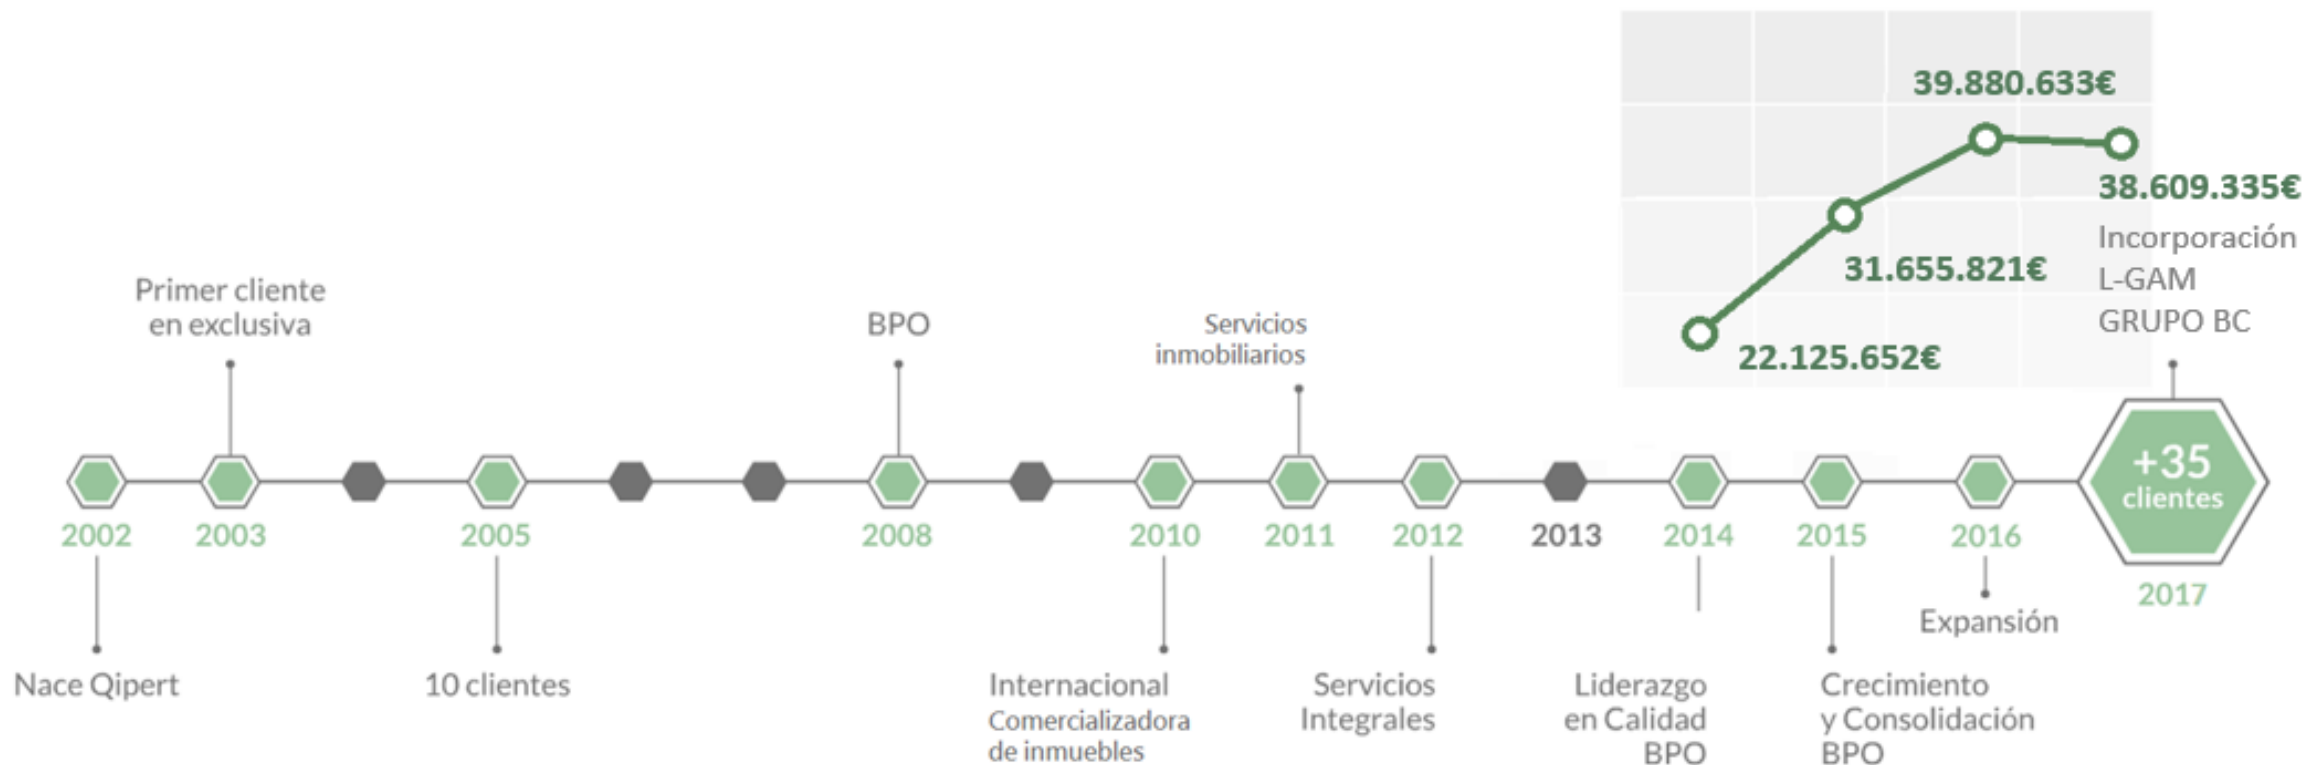 39.880.633€
38.609.335€
31.655.821€
22.125.652€
Incorporación
L-GAM
GRUPO BC
Primer cliente
en exclusiva
BPO
Servicios
inmobiliarios
+35
clientes
2002
2003
2005
2008
2010
2011
2012
2013
2014
2015
2016
2017
Nace Qipert
10 clientes
Internacional
Comercializadora
de inmuebles
Servicios
Integrales
Liderazgo
en Calidad
BPO
Crecimiento
y Consolidación
BPO
Expansión